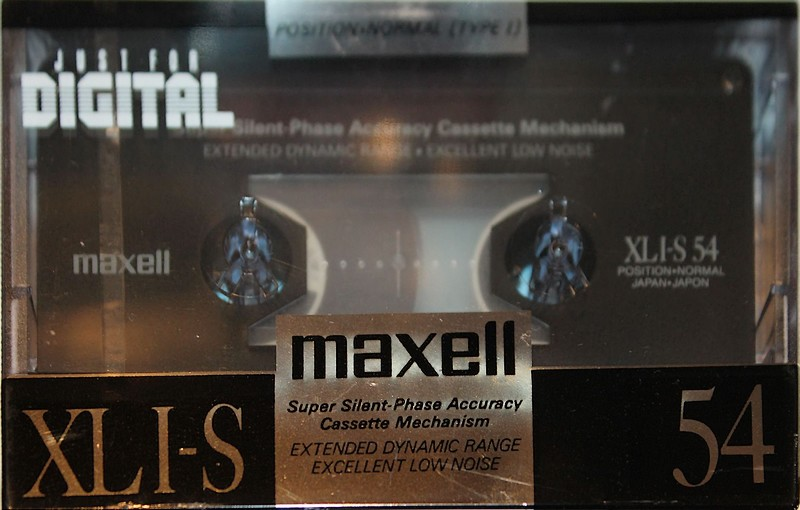 POSITION•NORMAL (TYPE I)
JUST FOR
DIGITAL
Silent-Phase Accuracy Cassette Mechanism
EXTENDED DYNAMIC RANGE • EXCELLENT LOW NOISE
maxell
XLI-S 54
POSITION•NORMAL
JAPAN•JAPON
maxell
Super Silent-Phase Accuracy
Cassette Mechanism
EXTENDED DYNAMIC RANGE
EXCELLENT LOW NOISE
XLI-S
54